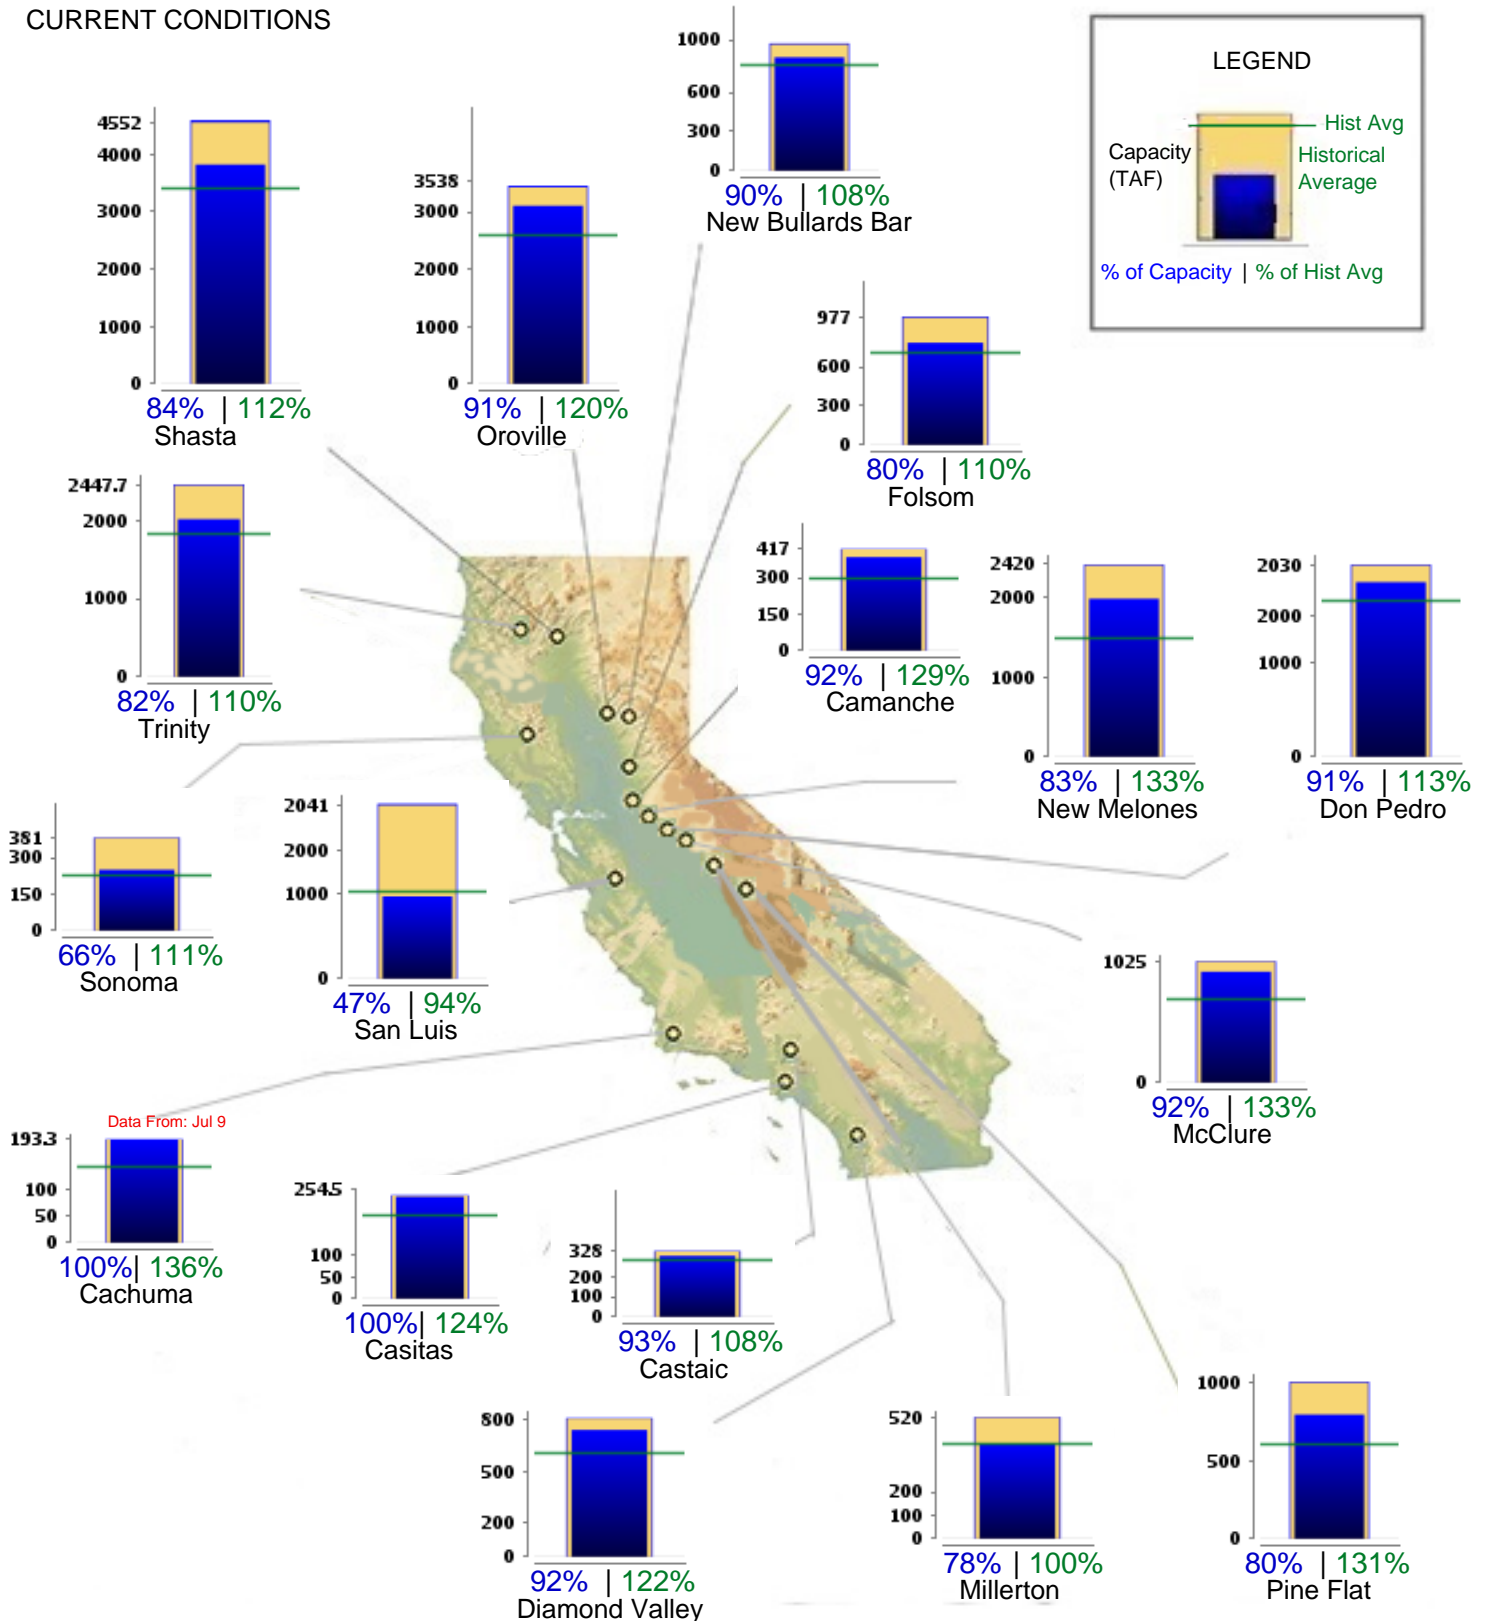 CURRENT CONDITIONS
LEGEND
Hist Avg
Capacity
(TAF)
Historical
Average
% of Capacity | % of Hist Avg
1000
600
300
0
90% | 108%
New Bullards Bar
4552
4000
3000
2000
1000
0
84% | 112%
Shasta
3538
3000
2000
1000
0
91% | 120%
Oroville
977
600
300
0
80% | 110%
Folsom
2447.7
2000
1000
0
82% | 110%
Trinity
417
300
150
0
92% | 129%
Camanche
2420
2000
1000
0
83% | 133%
New Melones
2030
2000
1000
0
91% | 113%
Don Pedro
381
300
150
0
66% | 111%
Sonoma
2041
2000
1000
0
47% | 94%
San Luis
1025
0
92% | 133%
McClure
Data From: Jul 9
193.3
100
50
0
100% | 136%
Cachuma
254.5
100
50
0
100% | 124%
Casitas
328
200
100
0
93% | 108%
Castaic
800
500
200
0
92% | 122%
Diamond Valley
520
200
100
0
78% | 100%
Millerton
1000
500
0
80% | 131%
Pine Flat